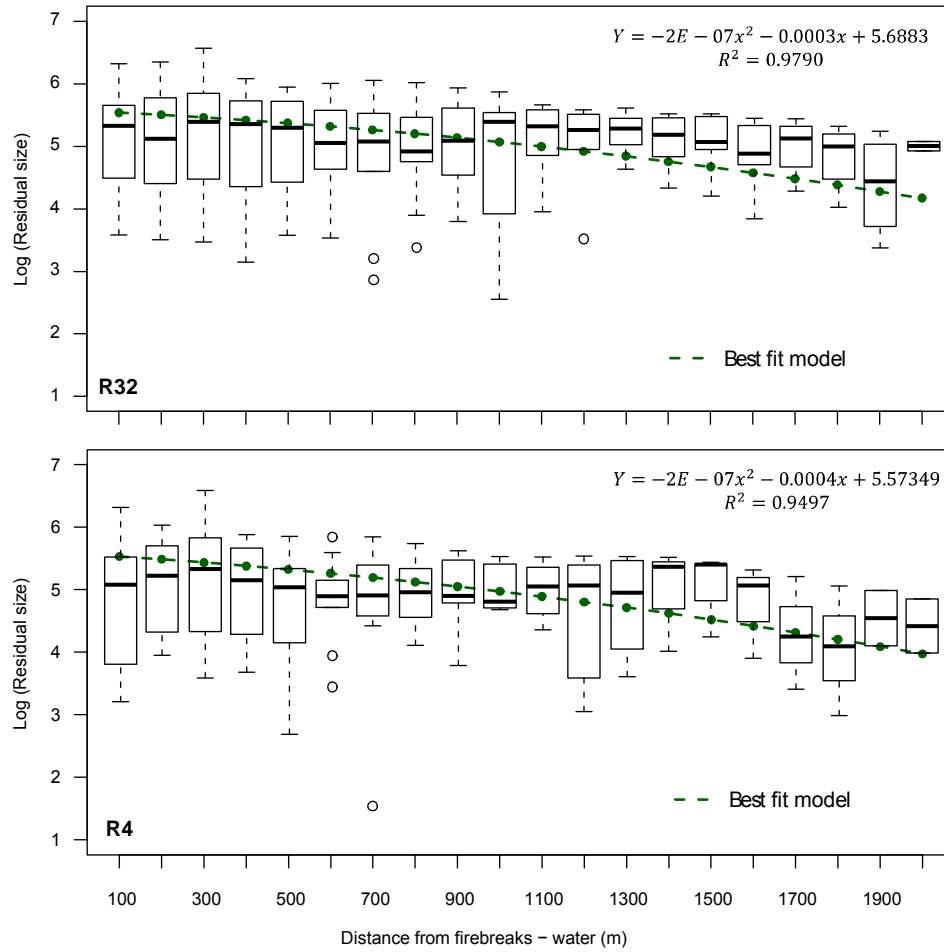 7
6
5
4
3
2
1
Log (Residual size)
Y = −2E − 07x² − 0.0003x + 5.6883
R² = 0.9790
Best fit model
R32
7
6
5
4
3
2
1
Log (Residual size)
Y = −2E − 07x² − 0.0004x + 5.57349
R² = 0.9497
Best fit model
R4
100 300 500 700 900 1100 1300 1500 1700 1900
Distance from firebreaks − water (m)